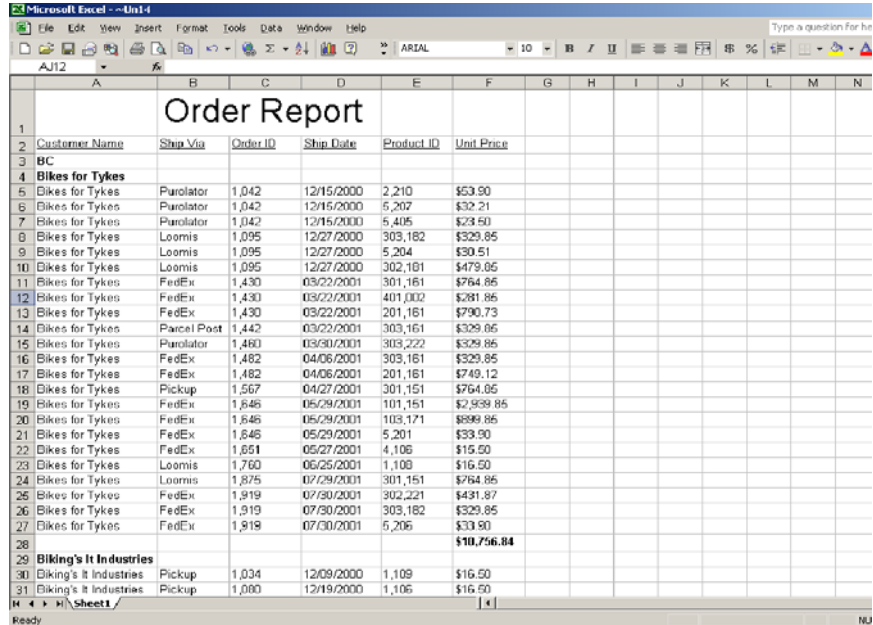 Microsoft Excel - ~Un14
File Edit View Insert Format Tools Data Window Help Type a question for he
ARIAL 10 B I U $ %
AJ12 fx
A B C D E F G H I J K L M N
1 Order Report
2 Customer Name Ship Via Order ID Ship Date Product ID Unit Price
3 BC
4 Bikes for Tykes
5 Bikes for Tykes Purolator 1,042 12/15/2000 2,210 $53.90
6 Bikes for Tykes Purolator 1,042 12/15/2000 5,207 $32.21
7 Bikes for Tykes Purolator 1,042 12/15/2000 5,405 $23.50
8 Bikes for Tykes Loomis 1,095 12/27/2000 303,182 $329.85
9 Bikes for Tykes Loomis 1,095 12/27/2000 5,204 $30.51
10 Bikes for Tykes Loomis 1,095 12/27/2000 302,181 $479.85
11 Bikes for Tykes FedEx 1,430 03/22/2001 301,161 $764.85
12 Bikes for Tykes FedEx 1,430 03/22/2001 401,002 $281.85
13 Bikes for Tykes FedEx 1,430 03/22/2001 201,161 $790.73
14 Bikes for Tykes Parcel Post 1,442 03/22/2001 303,161 $329.85
15 Bikes for Tykes Purolator 1,460 03/30/2001 303,222 $329.85
16 Bikes for Tykes FedEx 1,482 04/06/2001 303,161 $329.85
17 Bikes for Tykes FedEx 1,482 04/06/2001 201,161 $749.12
18 Bikes for Tykes Pickup 1,567 04/27/2001 301,151 $764.85
19 Bikes for Tykes FedEx 1,646 05/29/2001 101,151 $2,939.85
20 Bikes for Tykes FedEx 1,646 05/29/2001 103,171 $899.85
21 Bikes for Tykes FedEx 1,646 05/29/2001 5,201 $33.90
22 Bikes for Tykes FedEx 1,651 05/27/2001 4,106 $15.50
23 Bikes for Tykes Loomis 1,760 06/25/2001 1,108 $16.50
24 Bikes for Tykes Loomis 1,875 07/29/2001 301,151 $764.85
25 Bikes for Tykes FedEx 1,919 07/30/2001 302,221 $431.87
26 Bikes for Tykes FedEx 1,919 07/30/2001 303,182 $329.85
27 Bikes for Tykes FedEx 1,919 07/30/2001 5,206 $33.90
28 $10,756.84
29 Biking's It Industries
30 Biking's It Industries Pickup 1,034 12/09/2000 1,109 $16.50
31 Biking's It Industries Pickup 1,080 12/19/2000 1,106 $16.50
Sheet1
Ready NU